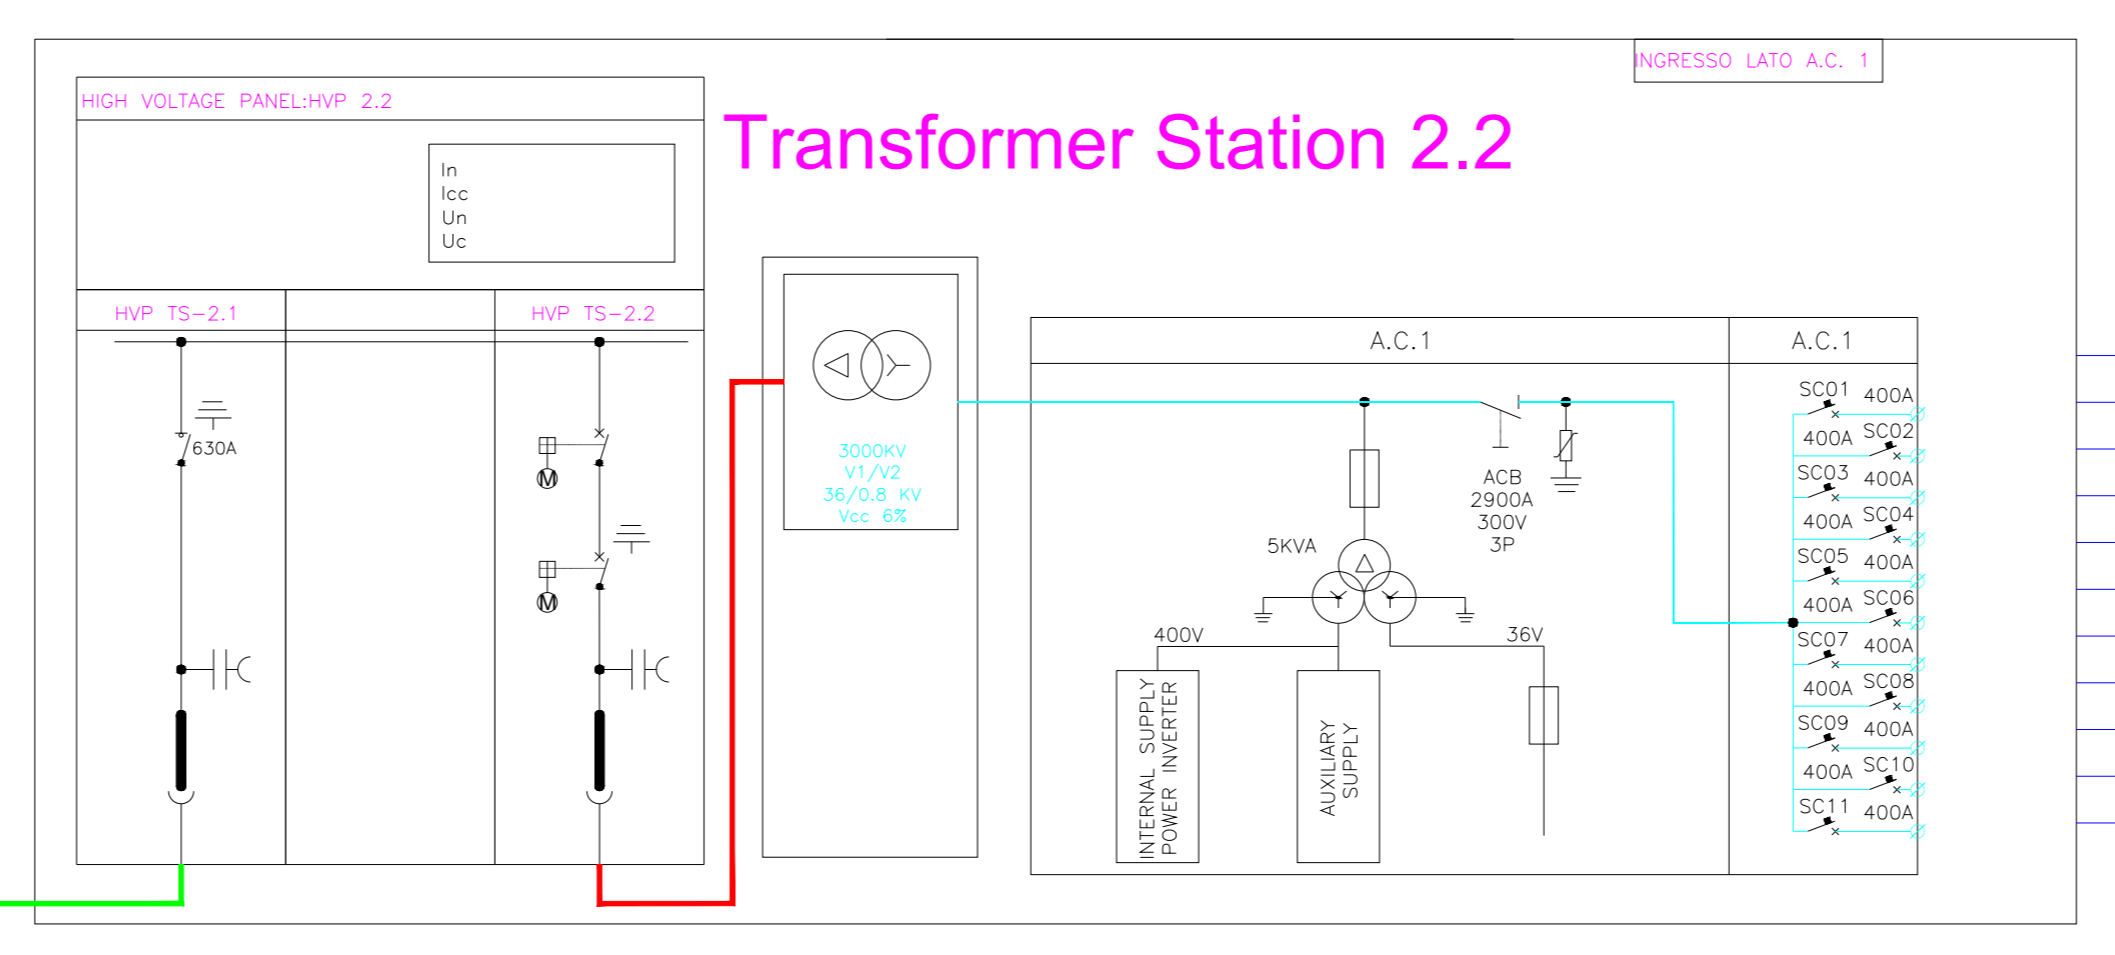 INGRESSO LATO A.C. 1
HIGH VOLTAGE PANEL:HVP 2.2
Transformer Station 2.2
In
Icc
Un
Uc
HVP TS-2.1
HVP TS-2.2
630A
M
M
3000KV
V1/V2
36/0.8 KV
Vcc 6%
A.C.1
A.C.1
ACB
2900A
300V
3P
5KVA
400V
36V
INTERNAL SUPPLY
POWER INVERTER
AUXILIARY
SUPPLY
SC01 400A
400A SC02
SC03 400A
400A SC04
SC05 400A
400A SC06
SC07 400A
400A SC08
SC09 400A
400A SC10
SC11 400A